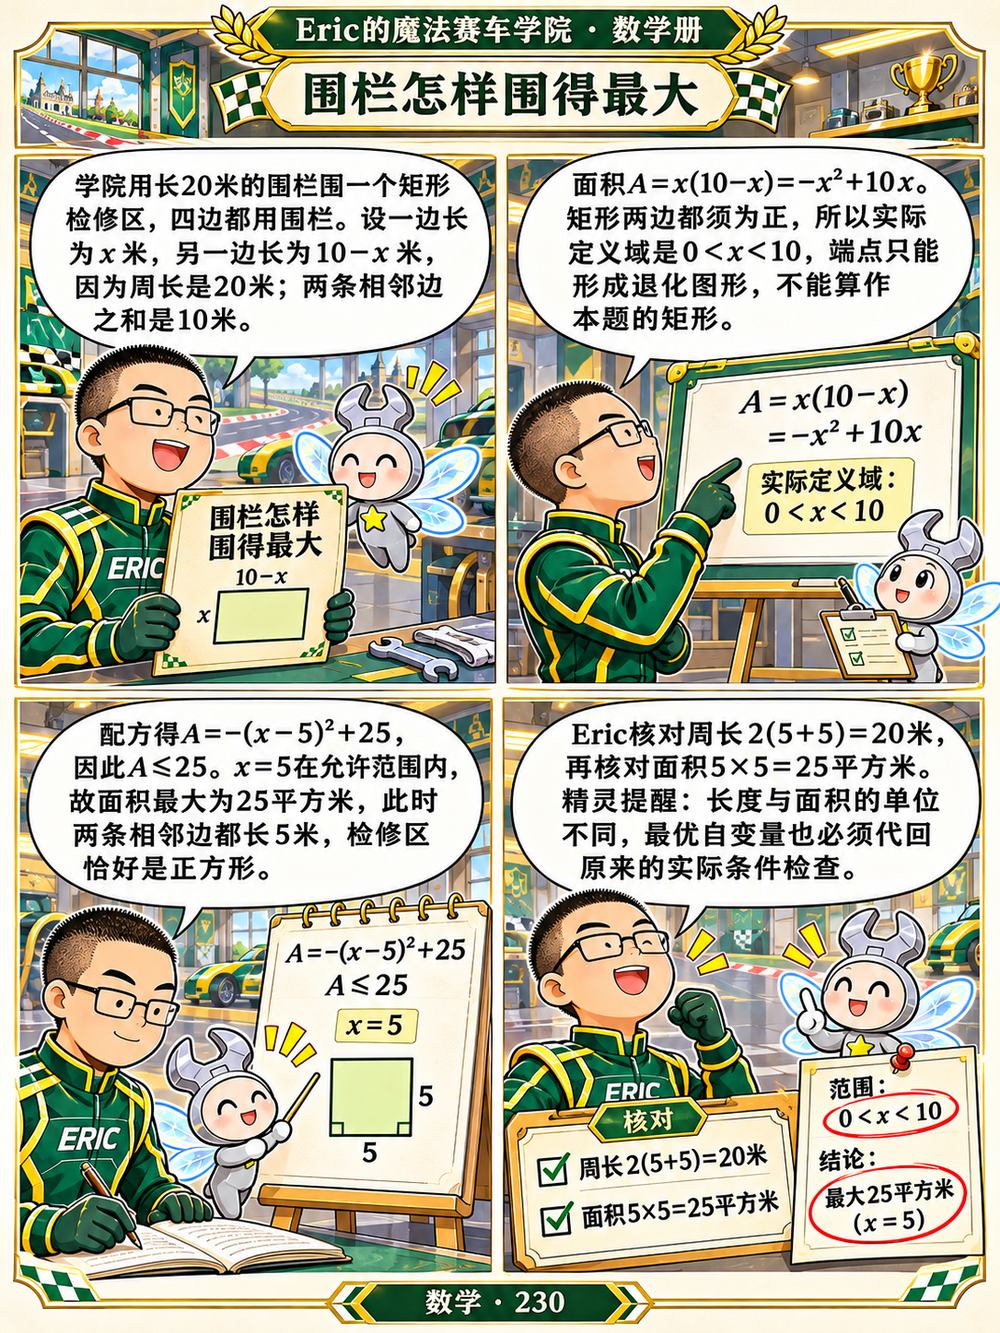 Eric的魔法赛车学院 · 数学册
围栏怎样围得最大
学院用长20米的围栏围一个矩形
检修区，四边都用围栏。设一边长
为 x 米，另一边长为 10−x 米，
因为周长是20米；两条相邻边
之和是10米。
ERIC
围栏怎样
围得最大
10−x
x
面积A=x(10−x)=−x²+10x。
矩形两边都须为正，所以实际
定义域是0<x<10，端点只能
形成退化图形，不能算作
本题的矩形。
A=x(10−x)
=−x²+10x
实际定义域：
0<x<10
配方得A=−(x−5)²+25，
因此A≤25。x=5在允许范围内，
故面积最大为25平方米，此时
两条相邻边都长5米，检修区
恰好是正方形。
A=−(x−5)²+25
A≤25
x=5
5
5
ERIC
Eric核对周长2(5+5)=20米，
再核对面积5×5=25平方米。
精灵提醒：长度与面积的单位
不同，最优自变量也必须代回
原来的实际条件检查。
ERIC
核对
周长2(5+5)=20米
面积5×5=25平方米
范围：
0<x<10
结论：
最大25平方米
(x=5)
数学 · 230